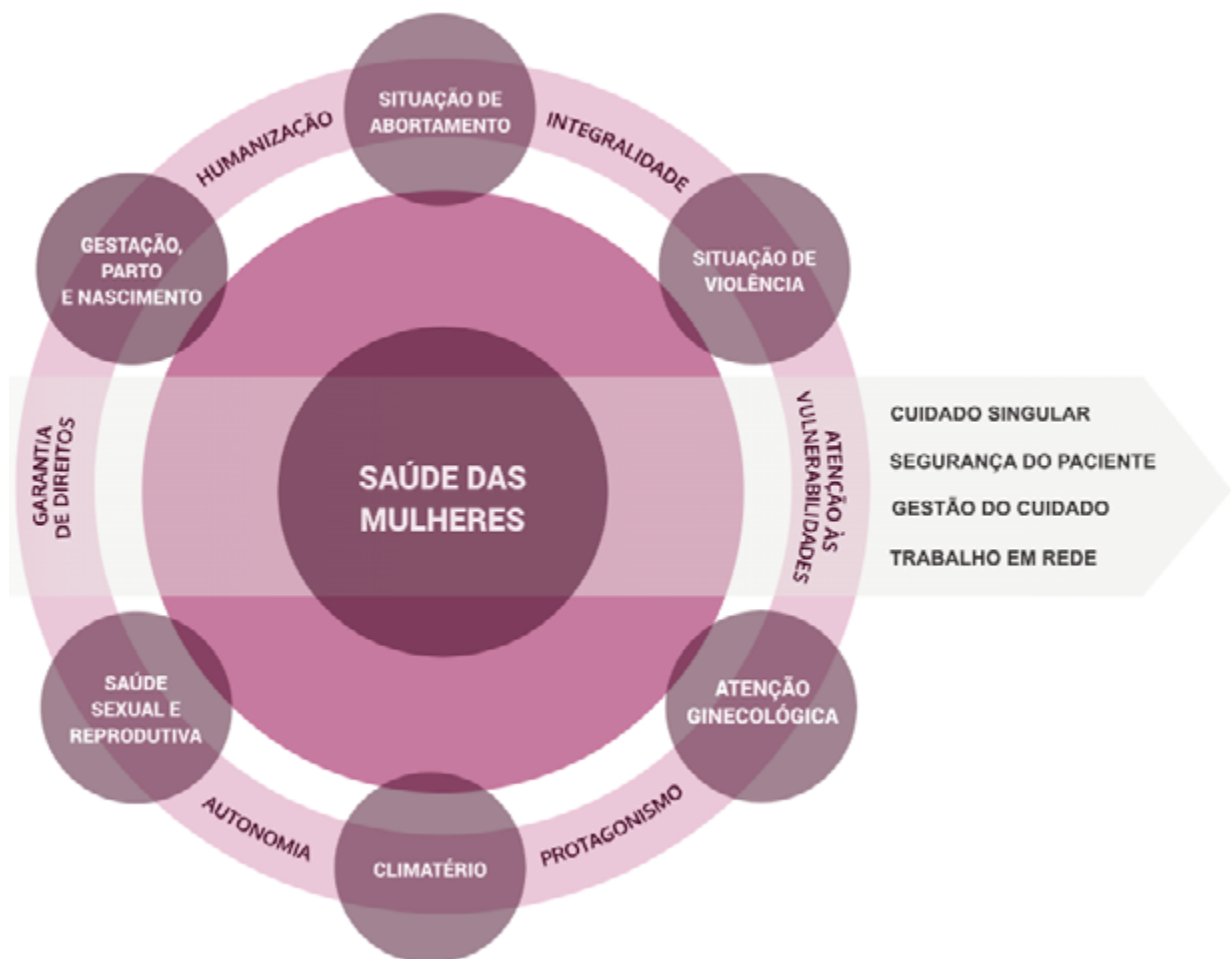 SITUAÇÃO DE
ABORTAMENTO
HUMANIZAÇÃO
INTEGRALIDADE
GESTAÇÃO,
PARTO
E NASCIMENTO
SITUAÇÃO DE
VIOLÊNCIA
GARANTIA
DE DIREITOS
SAÚDE DAS
MULHERES
ATENÇÃO ÀS
VULNERABILIDADES
CUIDADO SINGULAR
SEGURANÇA DO PACIENTE
GESTÃO DO CUIDADO
TRABALHO EM REDE
SAÚDE
SEXUAL E
REPRODUTIVA
ATENÇÃO
GINECOLÓGICA
AUTONOMIA
PROTAGONISMO
CLIMATÉRIO